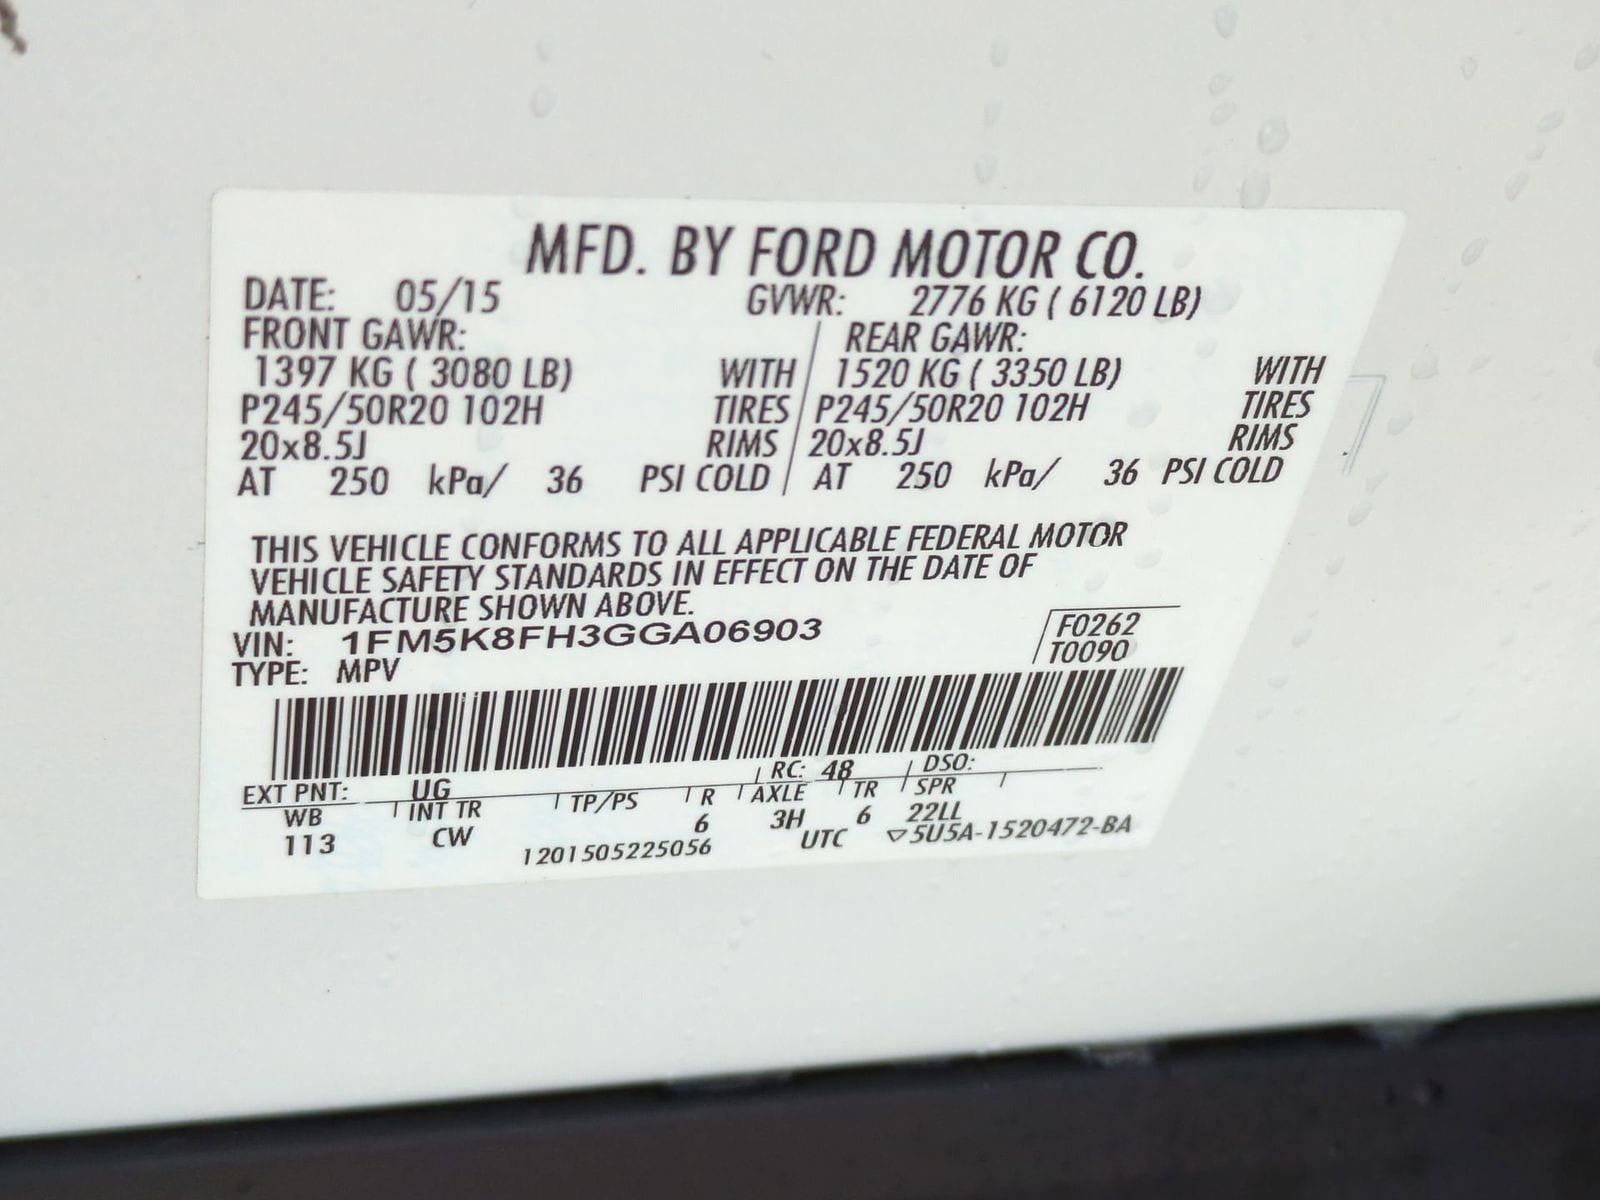 MFD. BY FORD MOTOR CO.
DATE: 05/15 GVWR: 2776 KG ( 6120 LB)
FRONT GAWR: / REAR GAWR:
1397 KG ( 3080 LB) WITH / 1520 KG ( 3350 LB) WITH
P245/50R20 102H TIRES / P245/50R20 102H TIRES
20x8.5J RIMS / 20x8.5J RIMS
AT 250 kPa/ 36 PSI COLD / AT 250 kPa/ 36 PSI COLD
THIS VEHICLE CONFORMS TO ALL APPLICABLE FEDERAL MOTOR
VEHICLE SAFETY STANDARDS IN EFFECT ON THE DATE OF
MANUFACTURE SHOWN ABOVE.
VIN: 1FM5K8FH3GGA06903 F0262
TYPE: MPV T0090
EXT PNT: UG RC: 48 DSO:
WB INT TR TP/PS R AXLE TR SPR
113 CW 6 3H 6 22LL
1201505225056 UTC ▽5U5A-1520472-BA